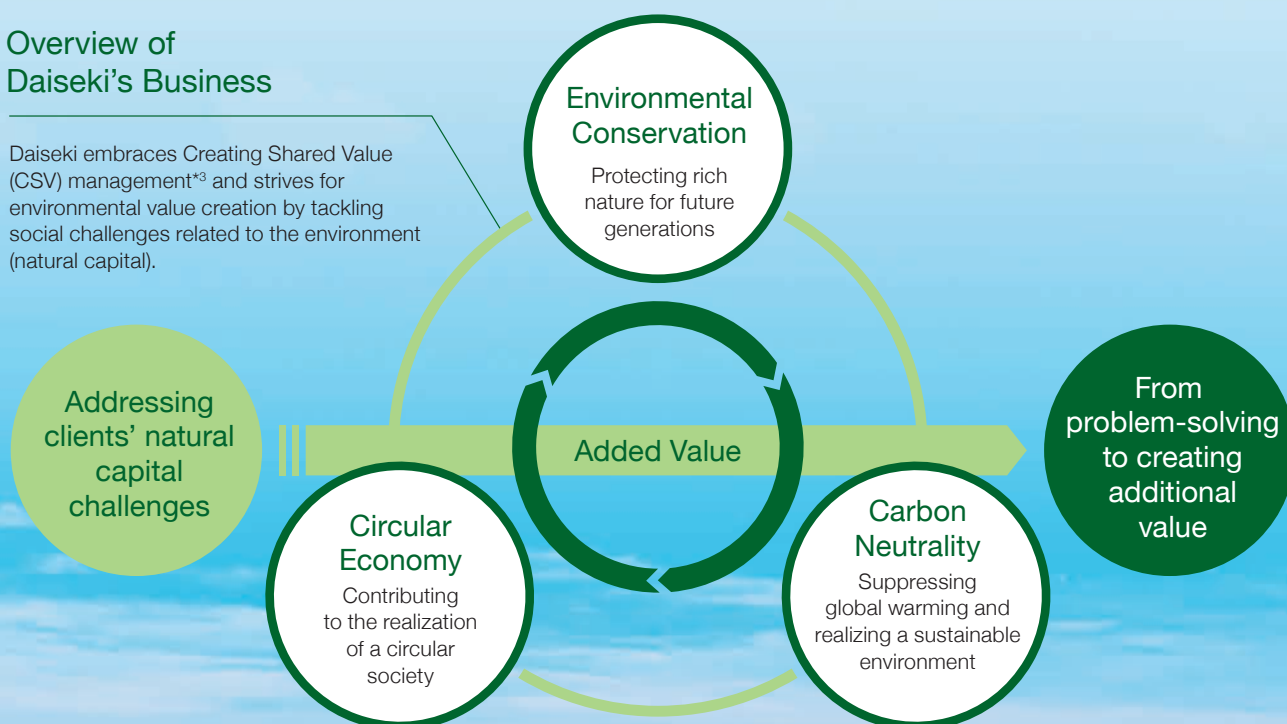 Overview of
Daiseki’s Business
Daiseki embraces Creating Shared Value
(CSV) management*3 and strives for
environmental value creation by tackling
social challenges related to the environment
(natural capital).
Environmental
Conservation
Protecting rich
nature for future
generations
Addressing
clients’ natural
capital
challenges
Added Value
From
problem-solving
to creating
additional
value
Circular
Economy
Contributing
to the realization
of a circular
society
Carbon
Neutrality
Suppressing
global warming and
realizing a sustainable
environment